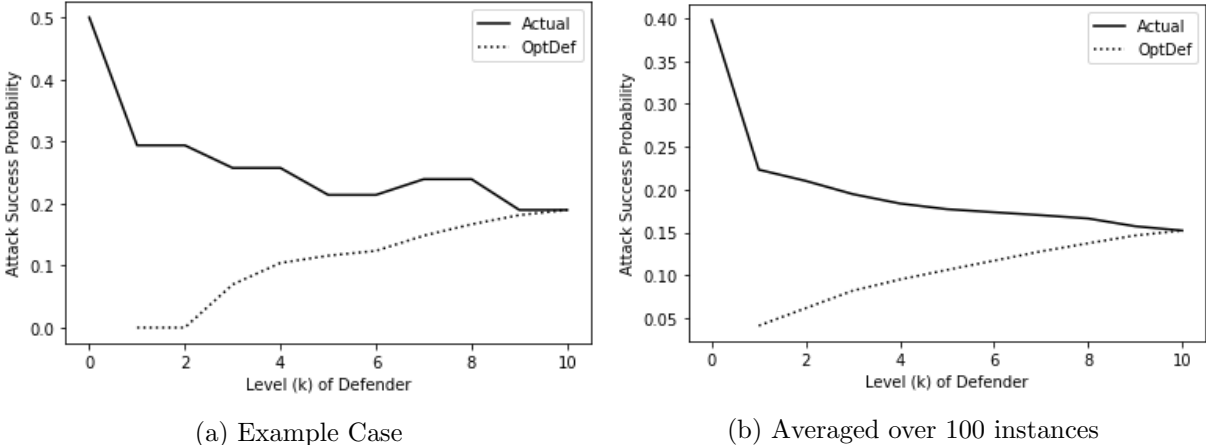 0.5
0.4
0.3
0.2
0.1
0.0
Attack Success Probability
Actual
OptDef
0 2 4 6 8 10
Level (k) of Defender
(a) Example Case
0.40
0.35
0.30
0.25
0.20
0.15
0.10
0.05
Attack Success Probability
Actual
OptDef
0 2 4 6 8 10
Level (k) of Defender
(b) Averaged over 100 instances